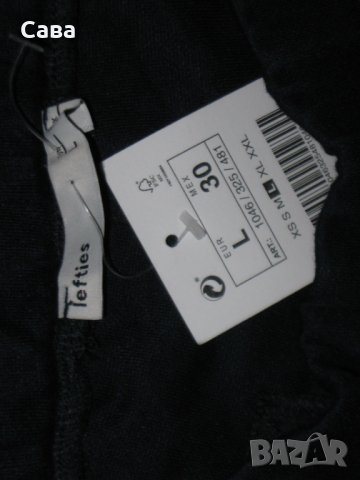 Сава
Lefties
XS S M L XL XXL
ART: 1046 / 325 / 481
EUR MEX
L 30
BAZAR